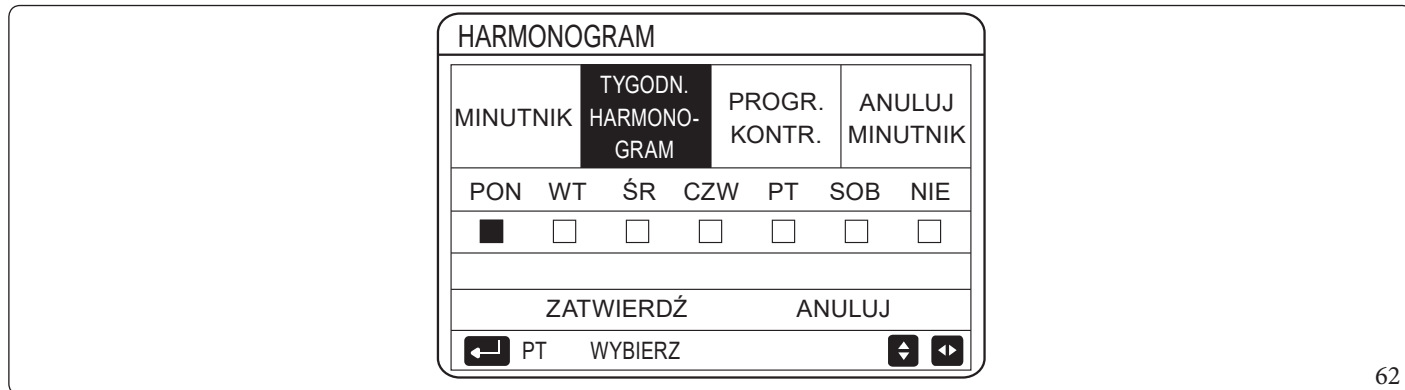 HARMONOGRAM
MINUTNIK
TYGODN.
HARMONO-
GRAM
PROGR.
KONTR.
ANULUJ
MINUTNIK
PON WT ŚR CZW PT SOB NIE
ZATWIERDŹ ANULUJ
PT WYBIERZ
62